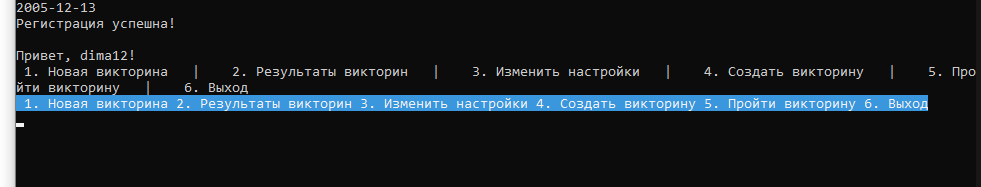 2005-12-13
Регистрация успешна!
Привет, dima12!
1. Новая викторина | 2. Результаты викторин | 3. Изменить настройки | 4. Создать викторину | 5. Про
йти викторину | 6. Выход
1. Новая викторина 2. Результаты викторин 3. Изменить настройки 4. Создать викторину 5. Пройти викторину 6. Выход